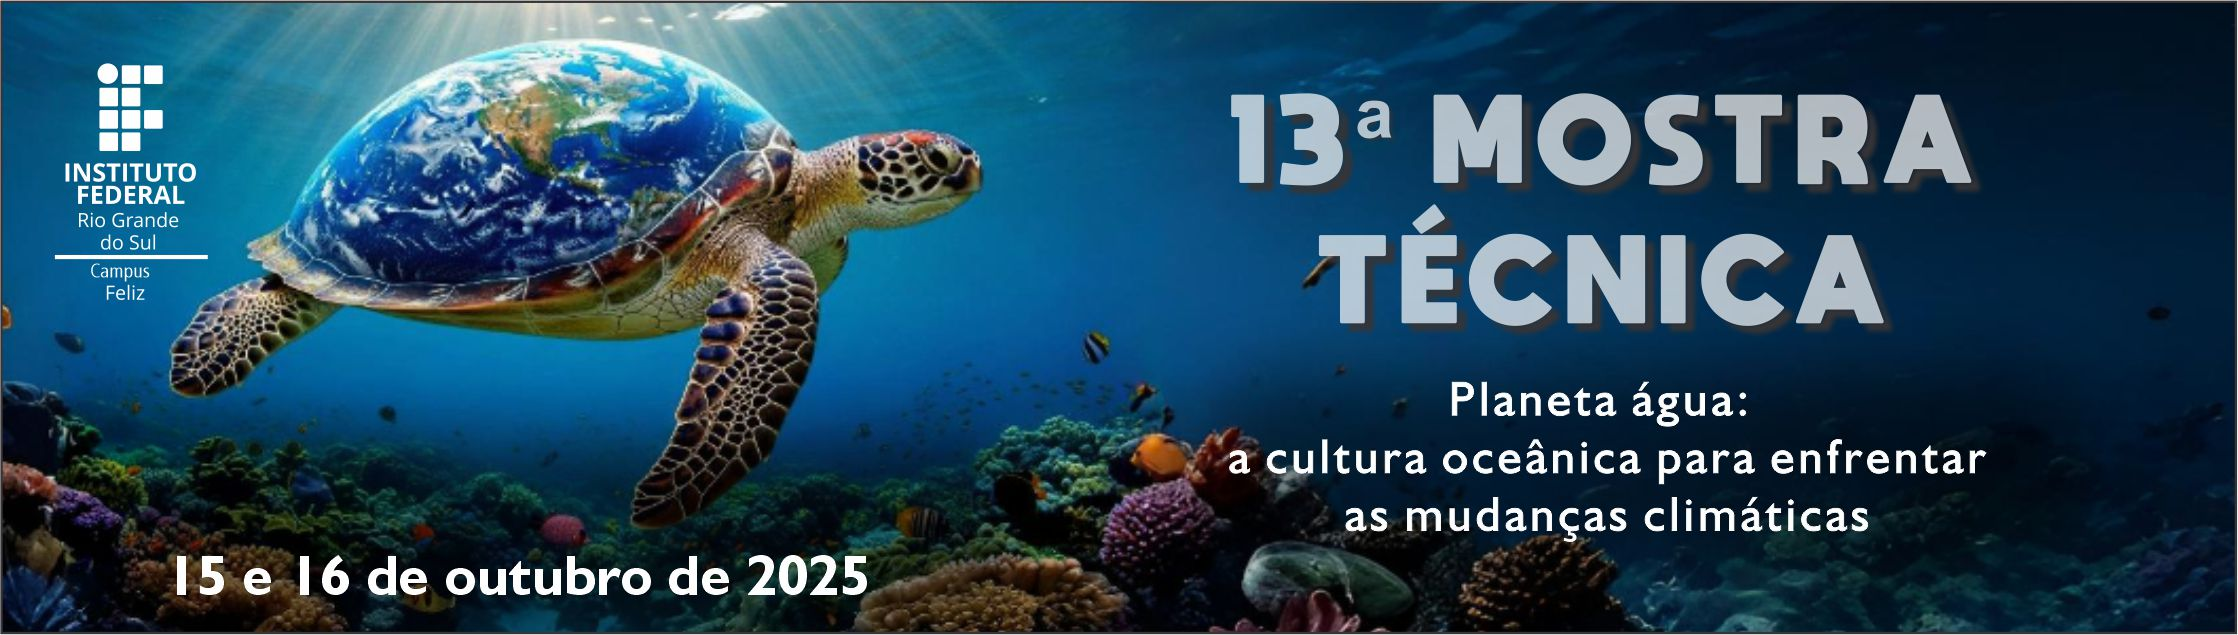 INSTITUTO
FEDERAL
Rio Grande
do Sul
Campus
Feliz
13ª MOSTRA
TÉCNICA
Planeta água:
a cultura oceânica para enfrentar
as mudanças climáticas
15 e 16 de outubro de 2025